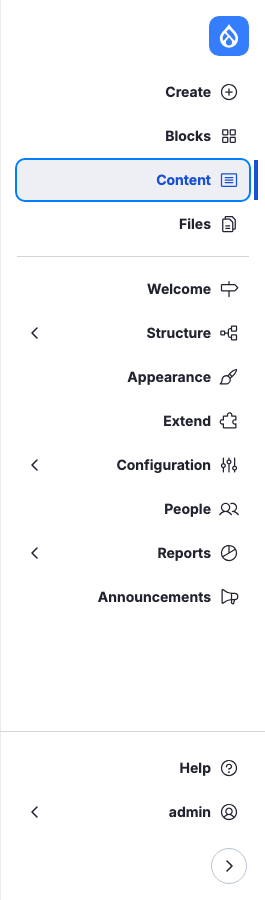 Create
Blocks
Content
Files
Welcome
Structure
Appearance
Extend
Configuration
People
Reports
Announcements
Help
admin